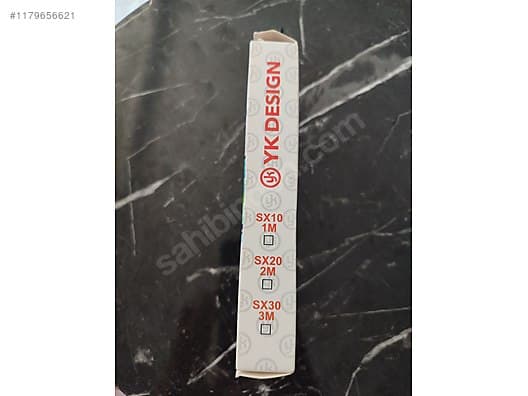 #1179656621
YK DESIGN
SX10
1M
SX20
2M
SX30
3M
sahibinden.com